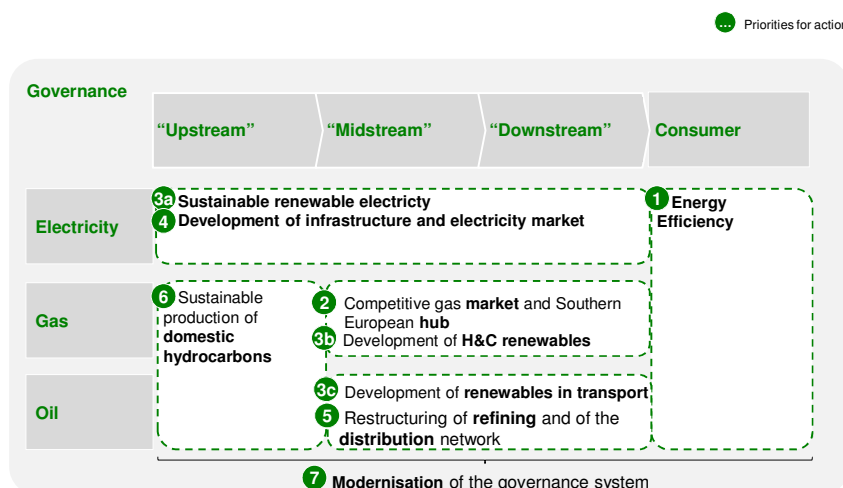 ... Priorities for action
Governance
“Upstream”
“Midstream”
“Downstream”
Consumer
Electricity
3a Sustainable renewable electricty
4 Development of infrastructure and electricity market
1 Energy
Efficiency
Gas
6 Sustainable
production of
domestic
hydrocarbons
2 Competitive gas market and Southern
European hub
3b Development of H&C renewables
Oil
3c Development of renewables in transport
5 Restructuring of refining and of the
distribution network
7 Modernisation of the governance system